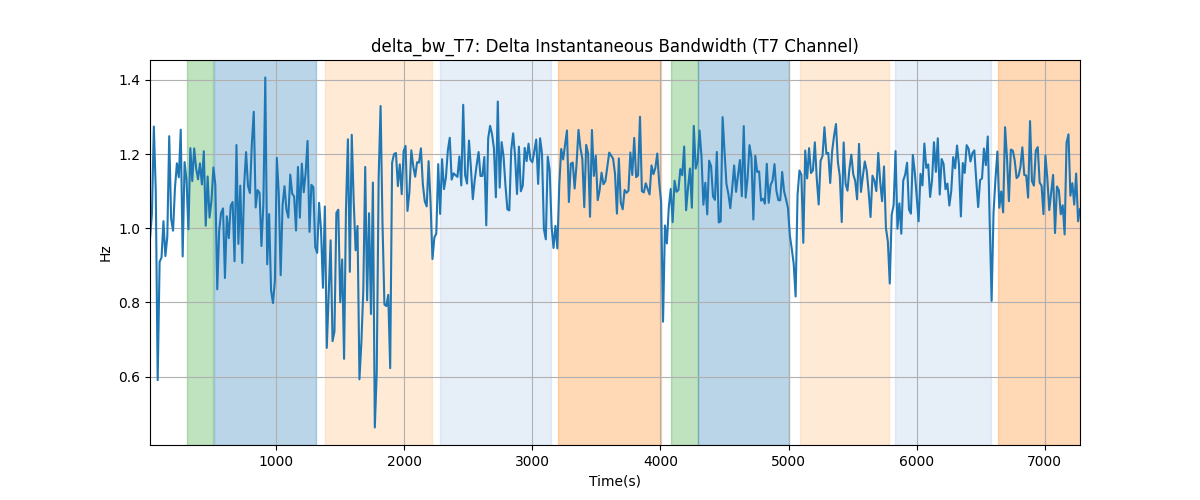 delta_bw_T7: Delta Instantaneous Bandwidth (T7 Channel)
1.4
1.2
1.0
0.8
0.6
Hz
1000 2000 3000 4000 5000 6000 7000
Time(s)